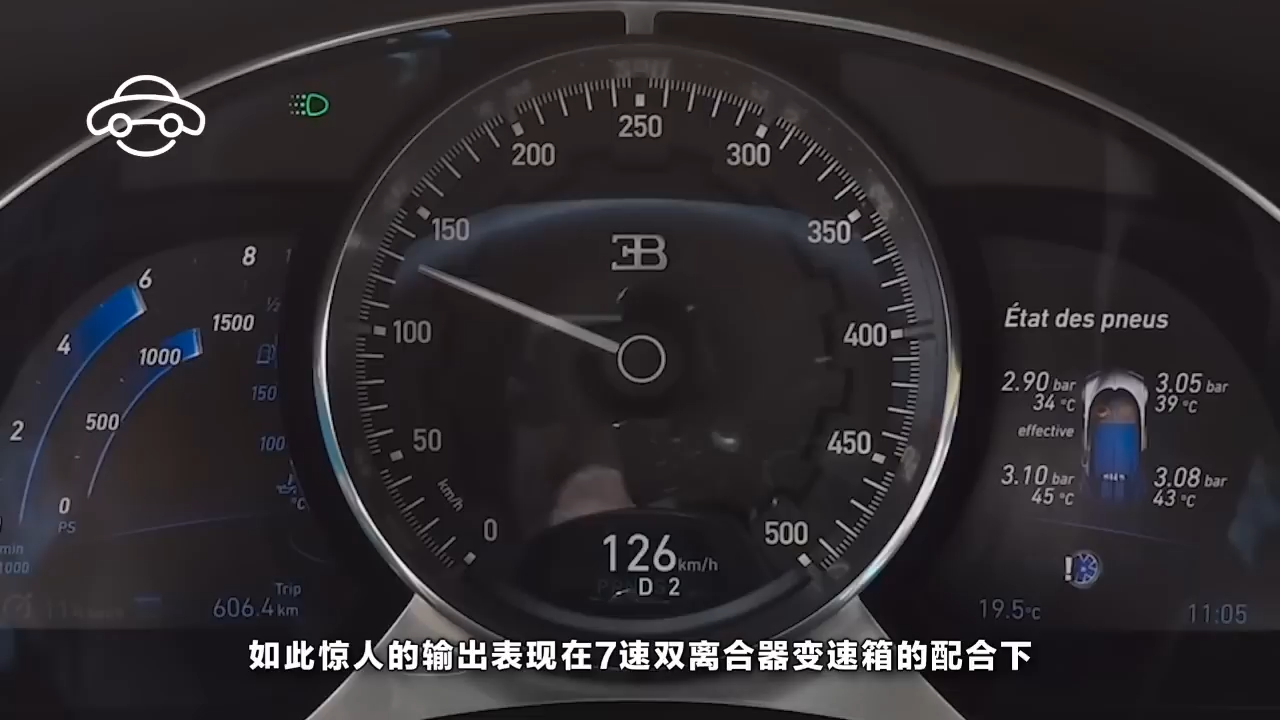 250
200
300
150
350
EB
8
6
1500
4
1000
100
400
État des pneus
2.90 bar
34 °C
3.05 bar
39 °C
150
2
500
effective
50
450
100
3.10 bar
45 °C
3.08 bar
43 °C
km/h
°C
0
PS
0
500
126 km/h
D 2
min
1000
!
Trip
606.4 km
19.5°C
11:05
如此惊人的输出表现在7速双离合器变速箱的配合下